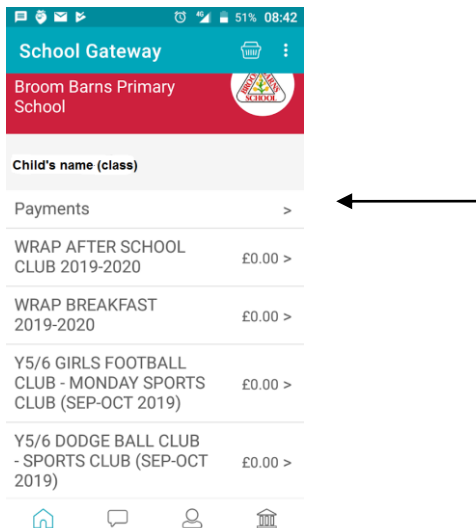 51% 08:42
School Gateway
Broom Barns Primary
School
BROOM BARNS
SCHOOL
Child's name (class)
Payments >
WRAP AFTER SCHOOL
CLUB 2019-2020
£0.00 >
WRAP BREAKFAST
2019-2020
£0.00 >
Y5/6 GIRLS FOOTBALL
CLUB - MONDAY SPORTS
CLUB (SEP-OCT 2019)
£0.00 >
Y5/6 DODGE BALL CLUB
- SPORTS CLUB (SEP-OCT
2019)
£0.00 >